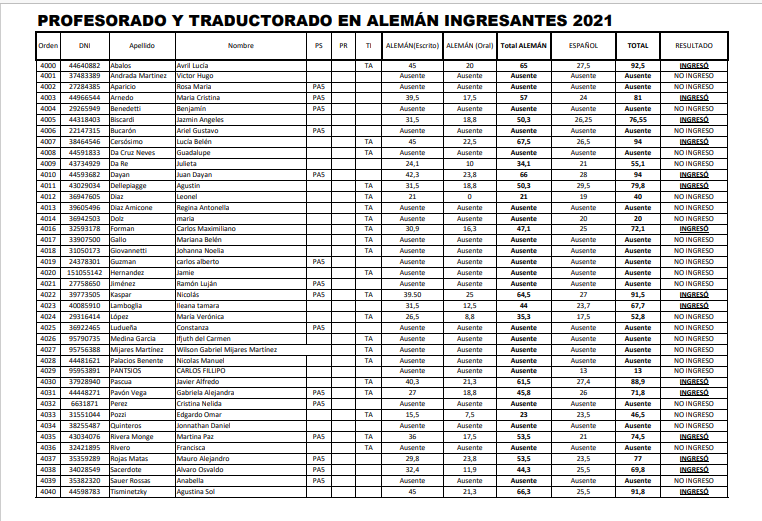 PROFESORADO Y TRADUCTORADO EN ALEMÁN INGRESANTES 2021
Orden DNI Apellido Nombre PS PR TI ALEMÁN(Escrito) ALEMÁN (Oral) Total ALEMÁN ESPAÑOL TOTAL RESULTADO
4000 44640882 Abalos Avril Lucía TA 45 20 65 27,5 92,5 INGRESÓ
4001 37483389 Andrada Martinez Victor Hugo Ausente Ausente Ausente Ausente Ausente NO INGRESO
4002 27284385 Aparicio Rosa Maria PA5 Ausente Ausente Ausente Ausente Ausente NO INGRESO
4003 44966544 Arnedo Maria Cristina PA5 39,5 17,5 57 24 81 INGRESÓ
4004 29265949 Benedetti Benjamín PA5 Ausente Ausente Ausente Ausente Ausente NO INGRESO
4005 44318403 Biscardi Jazmin Angeles 31,5 18,8 50,3 26,25 76,55 INGRESÓ
4006 22147315 Bucarón Ariel Gustavo PA5 Ausente Ausente Ausente Ausente Ausente NO INGRESO
4007 38464546 Cersósimo Lucía Belén TA 45 22,5 67,5 26,5 94 INGRESÓ
4008 44591833 Da Cruz Neves Guadalupe TA Ausente Ausente Ausente Ausente Ausente NO INGRESO
4009 43734929 Da Re Julieta 24,1 10 34,1 21 55,1 NO INGRESO
4010 44593682 Dayan Juan Dayan PA5 42,3 23,8 66 28 94 INGRESÓ
4011 43029034 Dellepiagge Agustin TA 31,5 18,8 50,3 29,5 79,8 INGRESÓ
4012 36947605 Diaz Leonel TA 21 0 21 19 40 NO INGRESO
4013 39605496 Diaz Amicone Regina Antonella TA Ausente Ausente Ausente Ausente Ausente NO INGRESO
4014 36942503 Dolz maria TA Ausente Ausente Ausente 20 20 NO INGRESO
4016 32593178 Forman Carlos Maximiliano TA 30,9 16,3 47,1 25 72,1 INGRESÓ
4017 33907500 Gallo Mariana Belén TA Ausente Ausente Ausente Ausente Ausente NO INGRESO
4018 31050173 Giovannetti Johanna Noelia TA Ausente Ausente Ausente Ausente Ausente NO INGRESO
4019 24378301 Guzman carlos alberto PA5 Ausente Ausente Ausente Ausente Ausente NO INGRESO
4020 151055142 Hernandez Jamie TA Ausente Ausente Ausente Ausente Ausente NO INGRESO
4021 27758650 Jiménez Ramón Luján PA5 Ausente Ausente Ausente Ausente Ausente NO INGRESO
4022 39773505 Kaspar Nicolás PA5 TA 39.50 25 64,5 27 91,5 INGRESÓ
4023 40085910 Lamboglia Ileana tamara 31,5 12,5 44 23,7 67,7 INGRESÓ
4024 29316414 López María Verónica TA 26,5 8,8 35,3 17,5 52,8 NO INGRESO
4025 36922465 Ludueña Constanza PA5 Ausente Ausente Ausente Ausente Ausente NO INGRESO
4026 95790735 Medina García Ifjuth del Carmen TA Ausente Ausente Ausente Ausente Ausente NO INGRESO
4027 95756388 Mijares Martínez Wilson Gabriel Mijares Martínez TA Ausente Ausente Ausente Ausente Ausente NO INGRESO
4028 44481621 Palacios Benente Nicolas Manuel TA Ausente Ausente Ausente Ausente Ausente NO INGRESO
4029 95953891 PANTSIOS CARLOS FILLIPO Ausente Ausente Ausente 13 13 NO INGRESO
4030 37928940 Pascua Javier Alfredo TA 40,3 21,3 61,5 27,4 88,9 INGRESÓ
4031 44448271 Pavón Vega Gabriela Alejandra PA5 TA 27 18,8 45,8 26 71,8 INGRESÓ
4032 6631871 Perez Cristina Nelida PA5 Ausente Ausente Ausente Ausente Ausente NO INGRESO
4033 31551044 Pozzi Edgardo Omar TA 15,5 7,5 23 23,5 46,5 NO INGRESO
4034 38255487 Quinteros Jonnathan Daniel Ausente Ausente Ausente Ausente Ausente NO INGRESO
4035 43034076 Rivera Monge Martina Paz PA5 TA 36 17,5 53,5 21 74,5 INGRESÓ
4036 32421895 Rivero Francisca TA Ausente Ausente Ausente Ausente Ausente NO INGRESO
4037 35359289 Rojas Matas Mauro Alejandro PA5 29,8 23,8 53,5 23,5 77 INGRESÓ
4038 34028549 Sacerdote Alvaro Osvaldo PA5 32,4 11,9 44,3 25,5 69,8 INGRESÓ
4039 35382320 Sauer Rossas Anabella PA5 Ausente Ausente Ausente Ausente Ausente NO INGRESO
4040 44598783 Tisminetzky Agustina Sol 45 21,3 66,3 25,5 91,8 INGRESÓ